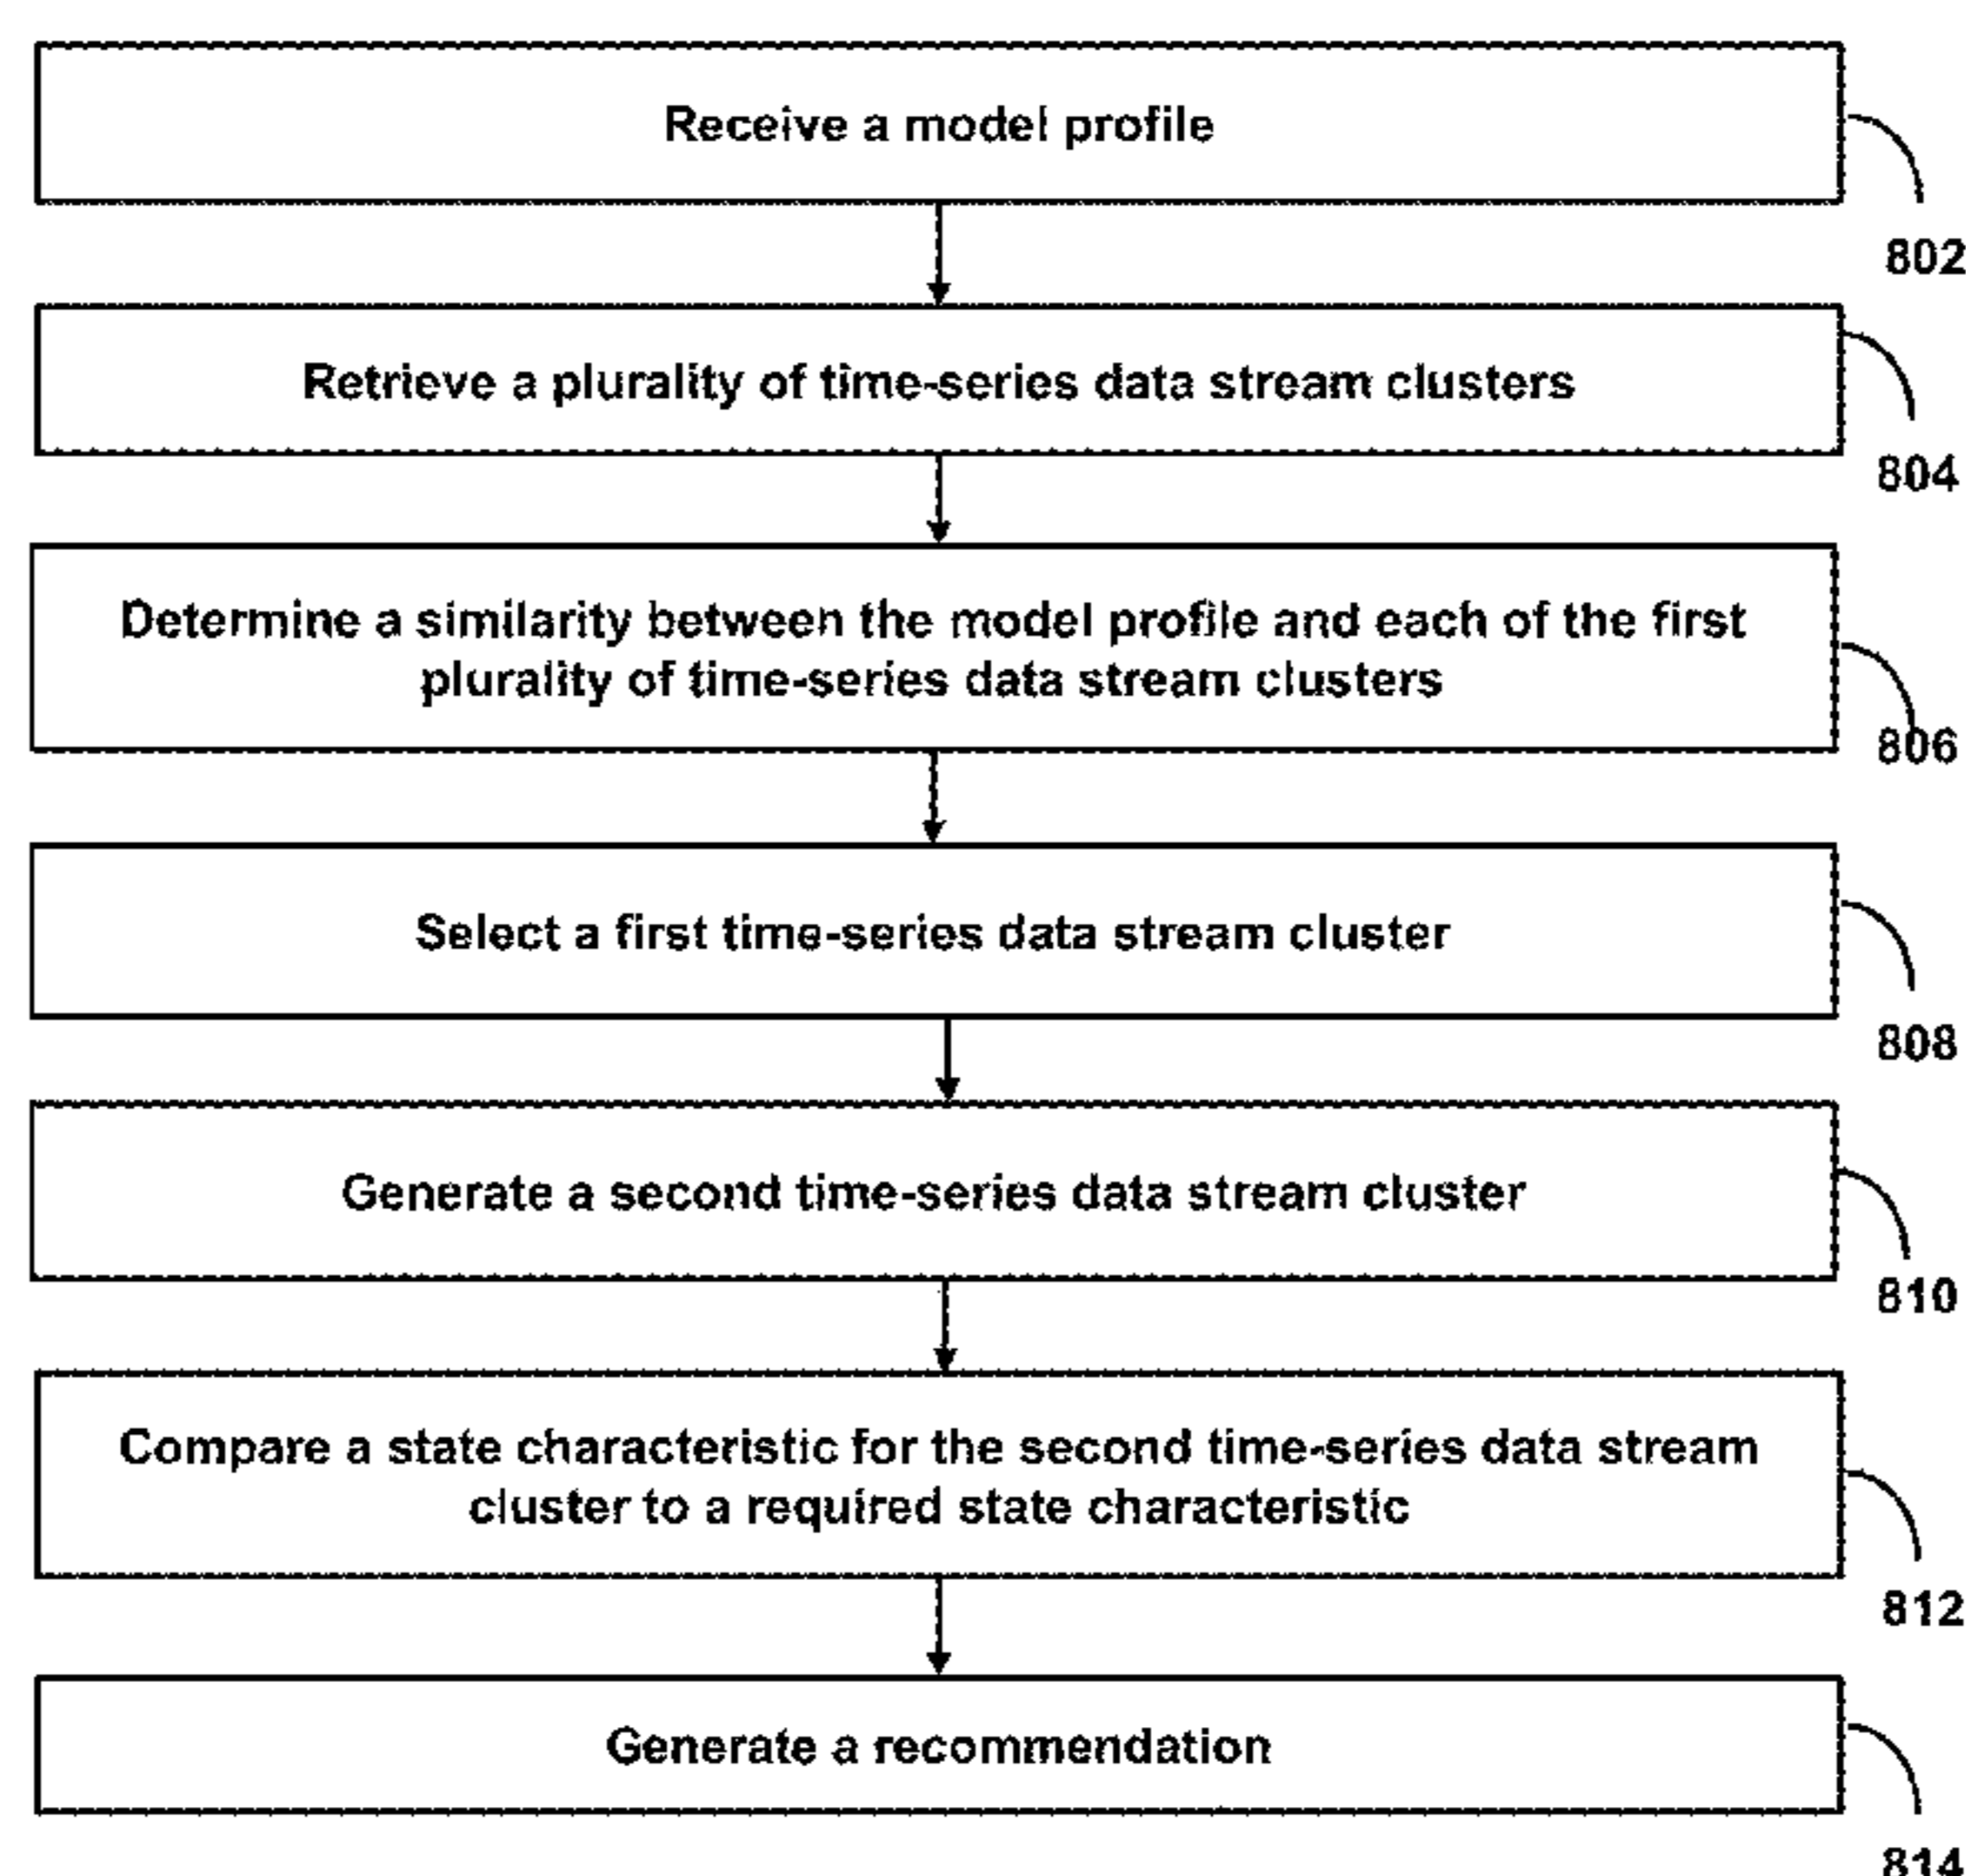 Receive a model profile
802
Retrieve a plurality of time-series data stream clusters
804
Determine a similarity between the model profile and each of the first
plurality of time-series data stream clusters
806
Select a first time-series data stream cluster
808
Generate a second time-series data stream cluster
810
Compare a state characteristic for the second time-series data stream
cluster to a required state characteristic
812
Generate a recommendation
814